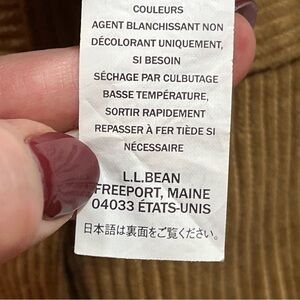 COULEURS
AGENT BLANCHISSANT NON
DÉCOLORANT UNIQUEMENT,
SI BESOIN
SÉCHAGE PAR CULBUTAGE
BASSE TEMPÉRATURE,
SORTIR RAPIDEMENT
REPASSER À FER TIÈDE SI
NÉCESSAIRE
L.L.BEAN
FREEPORT, MAINE
04033 ÉTATS-UNIS
日本語は裏面をご覧ください。